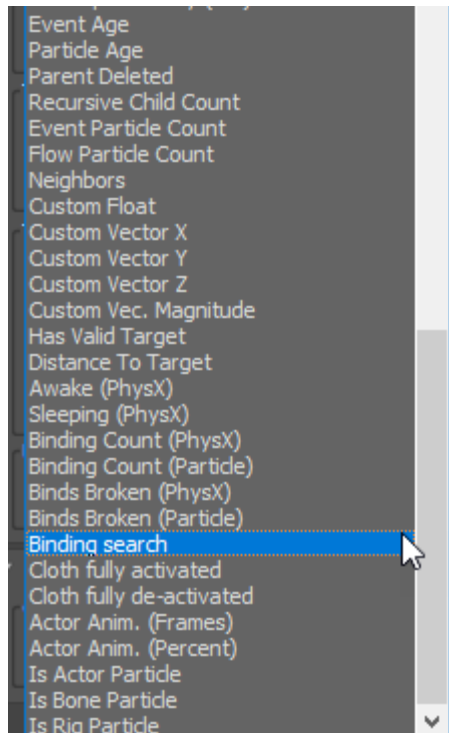 Event Age
Particle Age
Parent Deleted
Recursive Child Count
Event Particle Count
Flow Particle Count
Neighbors
Custom Float
Custom Vector X
Custom Vector Y
Custom Vector Z
Custom Vec. Magnitude
Has Valid Target
Distance To Target
Awake (PhysX)
Sleeping (PhysX)
Binding Count (PhysX)
Binding Count (Particle)
Binds Broken (PhysX)
Binds Broken (Particle)
Binding search
Cloth fully activated
Cloth fully de-activated
Actor Anim. (Frames)
Actor Anim. (Percent)
Is Actor Particle
Is Bone Particle
Is Rig Particle